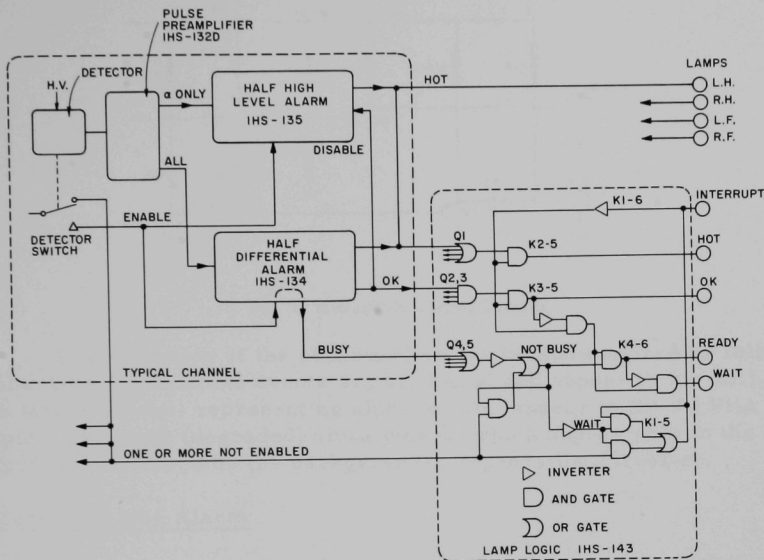 PULSE
PREAMPLIFIER
IHS-132D
H.V.
DETECTOR
α ONLY
HALF HIGH
LEVEL ALARM
IHS-135
DISABLE
HOT
LAMPS
L.H.
R.H.
L.F.
R.F.
ALL
ENABLE
DETECTOR
SWITCH
HALF
DIFFERENTIAL
ALARM
IHS-134
OK
BUSY
TYPICAL CHANNEL
K1-6
INTERRUPT
Q1
K2-5
HOT
Q2,3
K3-5
OK
Q4,5
NOT BUSY
K4-6
READY
WAIT
WAIT
K1-5
ONE OR MORE NOT ENABLED
INVERTER
AND GATE
OR GATE
LAMP LOGIC IHS-143